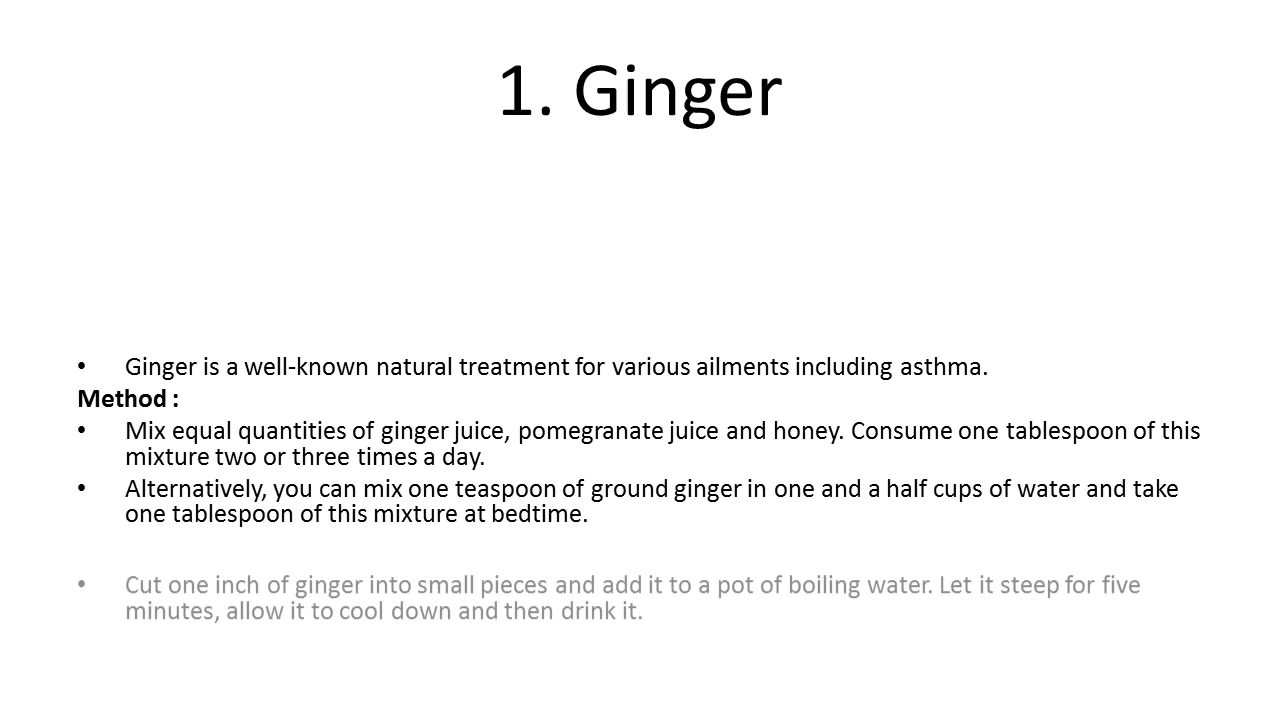 1. Ginger
• Ginger is a well-known natural treatment for various ailments including asthma.
Method :
• Mix equal quantities of ginger juice, pomegranate juice and honey. Consume one tablespoon of this
mixture two or three times a day.
• Alternatively, you can mix one teaspoon of ground ginger in one and a half cups of water and take
one tablespoon of this mixture at bedtime.
• Cut one inch of ginger into small pieces and add it to a pot of boiling water. Let it steep for five
minutes, allow it to cool down and then drink it.